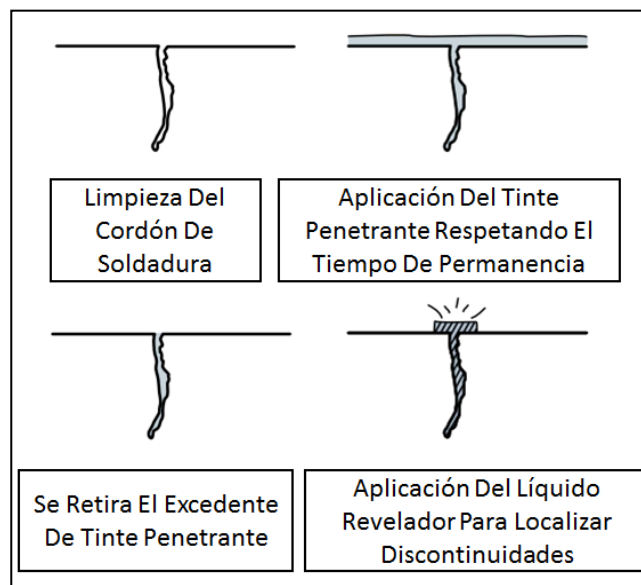 Limpieza Del
Cordón De
Soldadura
Aplicación Del Tinte
Penetrante Respetando El
Tiempo De Permanencia
Se Retira El Excedente
De Tinte Penetrante
Aplicación Del Líquido
Revelador Para Localizar
Discontinuidades